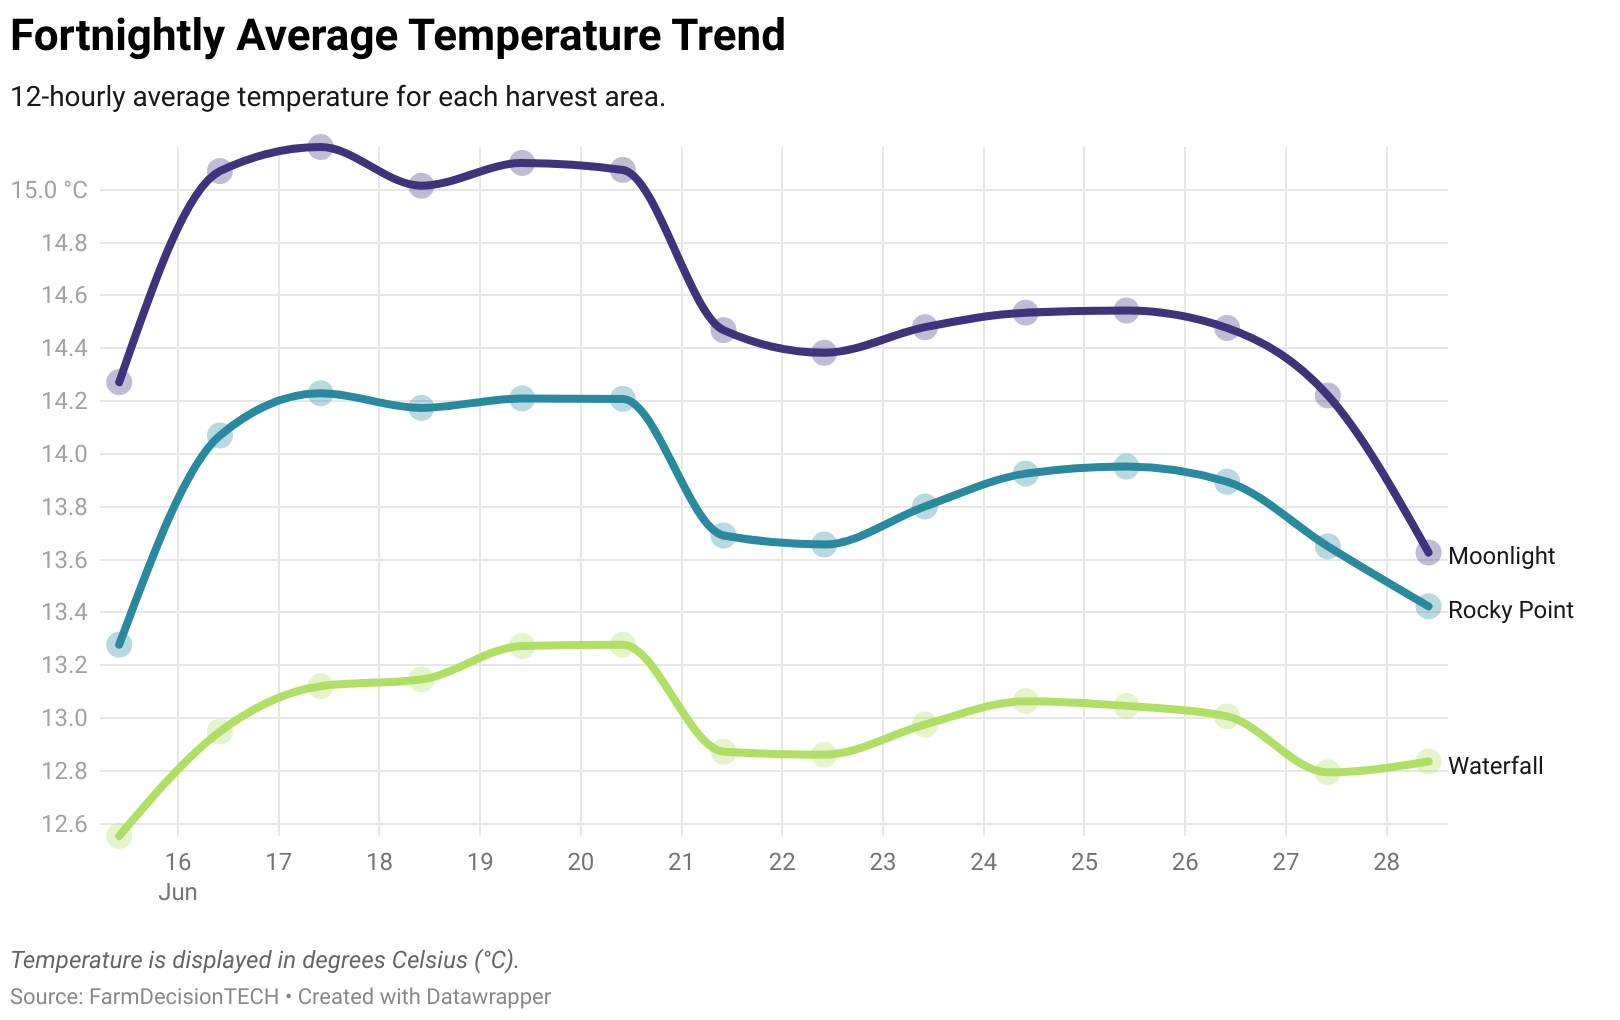 Fortnightly Average Temperature Trend
12-hourly average temperature for each harvest area.
15.0 °C
14.8
14.6
14.4
14.2
14.0
13.8
13.6
13.4
13.2
13.0
12.8
12.6
Moonlight
Rocky Point
Waterfall
16 17 18 19 20 21 22 23 24 25 26 27 28
Jun
Temperature is displayed in degrees Celsius (°C).
Source: FarmDecisionTECH • Created with Datawrapper